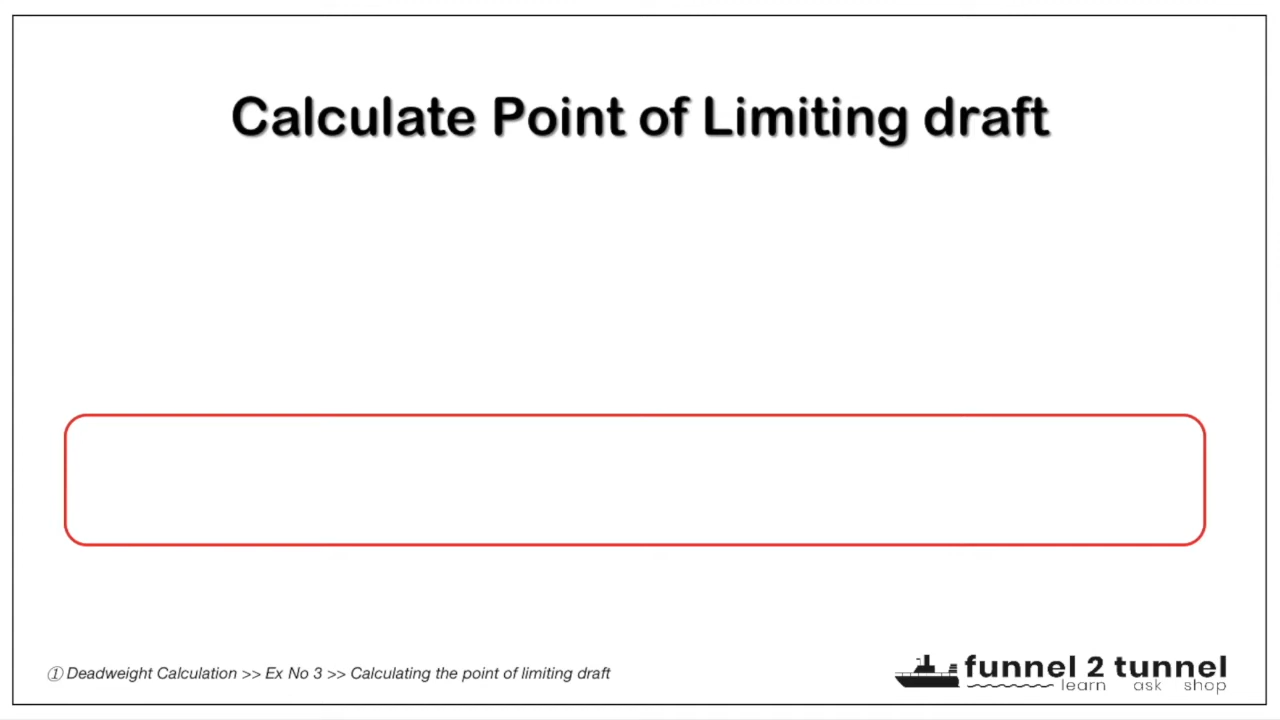 Calculate Point of Limiting draft
① Deadweight Calculation >> Ex No 3 >> Calculating the point of limiting draft
funnel 2 tunnel
learn ask shop